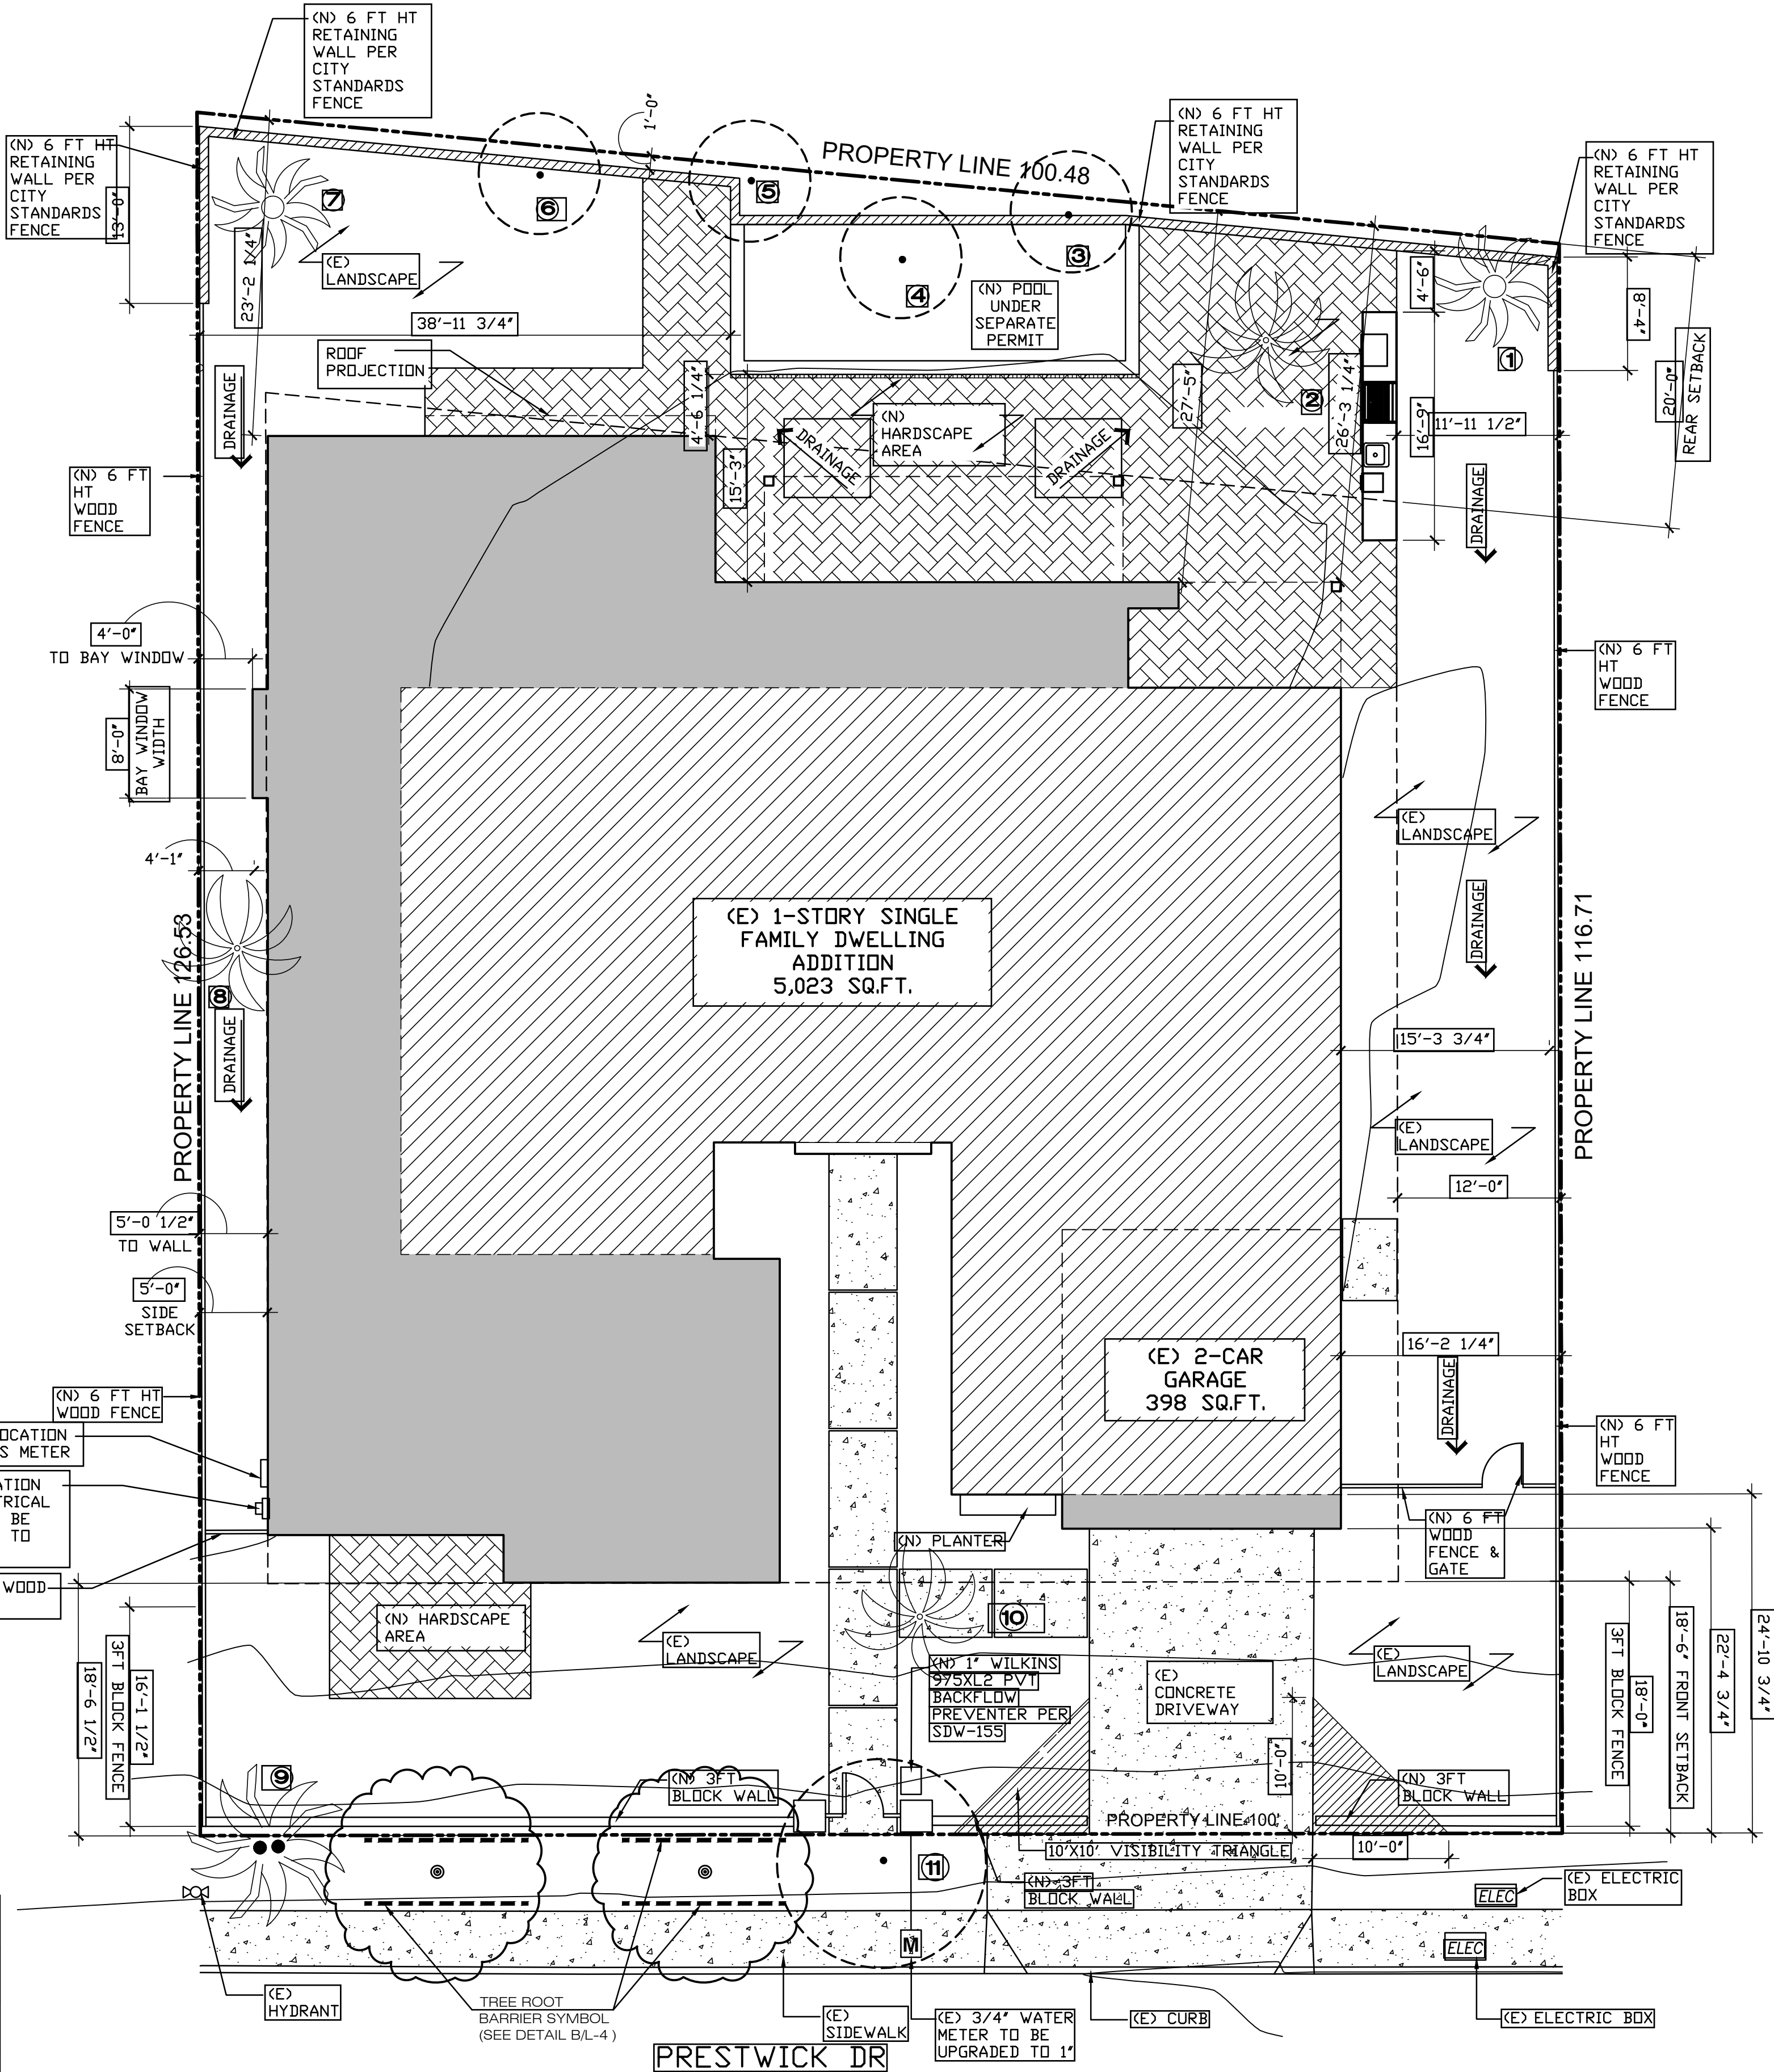 (N) 6 FT HT
RETAINING
WALL PER
CITY
STANDARDS
FENCE
(N) 6 FT HT
RETAINING
WALL PER
CITY
STANDARDS
FENCE
13'-0"
1'-0"
PROPERTY LINE 100.48
(N) 6 FT HT
RETAINING
WALL PER
CITY
STANDARDS
FENCE
(N) 6 FT HT
RETAINING
WALL PER
CITY
STANDARDS
FENCE
7
6
5
4
3
2
1
23'-2 1/4"
(E)
LANDSCAPE
38'-11 3/4"
(N) POOL
UNDER
SEPARATE
PERMIT
4'-6"
8'-4"
20'-0"
REAR SETBACK
ROOF
PROJECTION
DRAINAGE
4'-6 1/4"
15'-3"
(N)
HARDSCAPE
AREA
DRAINAGE
DRAINAGE
27'-5"
26'-3 1/4"
16'-9"
11'-11 1/2"
DRAINAGE
(N) 6 FT
HT
WOOD
FENCE
4'-0"
TO BAY WINDOW
8'-0"
BAY WINDOW
WIDTH
(N) 6 FT
HT
WOOD
FENCE
(E)
LANDSCAPE
4'-1"
PROPERTY LINE 126.53
8
DRAINAGE
(E) 1-STORY SINGLE
FAMILY DWELLING
ADDITION
5,023 SQ.FT.
DRAINAGE
PROPERTY LINE 116.71
15'-3 3/4"
(E)
LANDSCAPE
12'-0"
5'-0 1/2"
TO WALL
5'-0"
SIDE
SETBACK
(E) 2-CAR
GARAGE
398 SQ.FT.
16'-2 1/4"
DRAINAGE
(N) 6 FT HT
WOOD FENCE
OCATION
S METER
ATION
TRICAL
BE
TO
WOOD
(N) 6 FT
HT
WOOD
FENCE
(N) 6 FT
WOOD
FENCE &
GATE
(N) PLANTER
10
(N) HARDSCAPE
AREA
(E)
LANDSCAPE
(N) 1" WILKINS
975XL2 PVT
BACKFLOW
PREVENTER PER
SDW-155
(E)
CONCRETE
DRIVEWAY
(E)
LANDSCAPE
18'-6 1/2"
3FT BLOCK FENCE
16'-1 1/2"
3FT BLOCK FENCE
18'-0"
18'-6" FRONT SETBACK
22'-4 3/4"
24'-10 3/4"
9
(N) 3FT
BLOCK WALL
10'-0"
(N) 3FT
BLOCK WALL
PROPERTY LINE 100'
10'X10' VISIBILITY TRIANGLE
10'-0"
11
(N) 3FT
BLOCK WALL
ELEC
(E) ELECTRIC
BOX
M
ELEC
(E)
HYDRANT
TREE ROOT
BARRIER SYMBOL
(SEE DETAIL B/L-4 )
(E)
SIDEWALK
(E) 3/4" WATER
METER TO BE
UPGRADED TO 1"
(E) CURB
(E) ELECTRIC BOX
PRESTWICK DR